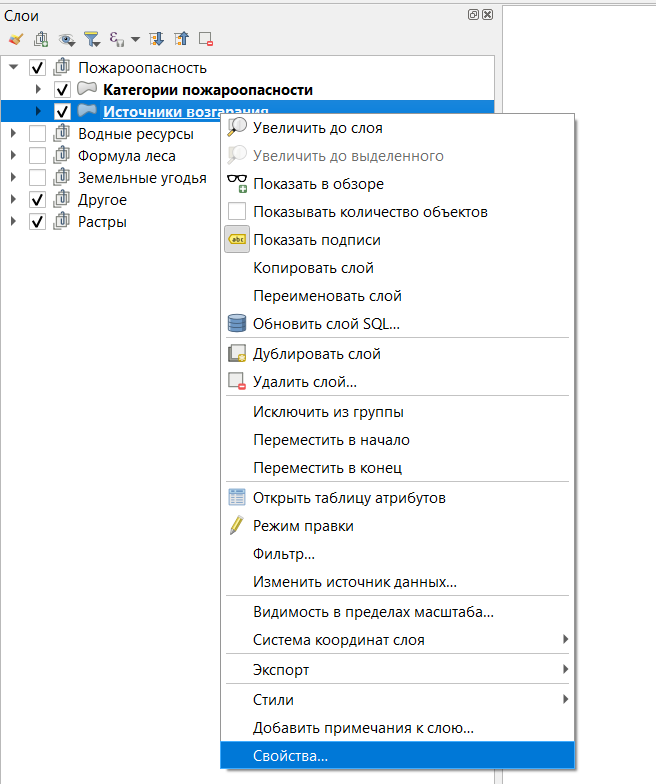 Слои
Пожароопасность
Категории пожароопасности
Источники возгарания
Водные ресурсы
Формула леса
Земельные угодья
Другое
Растры
Увеличить до слоя
Увеличить до выделенного
Показать в обзоре
Показывать количество объектов
abc Показать подписи
Копировать слой
Переименовать слой
Обновить слой SQL...
Дублировать слой
Удалить слой...
Исключить из группы
Переместить в начало
Переместить в конец
Открыть таблицу атрибутов
Режим правки
Фильтр...
Изменить источник данных...
Видимость в пределах масштаба...
Система координат слоя
Экспорт
Стили
Добавить примечания к слою...
Свойства...